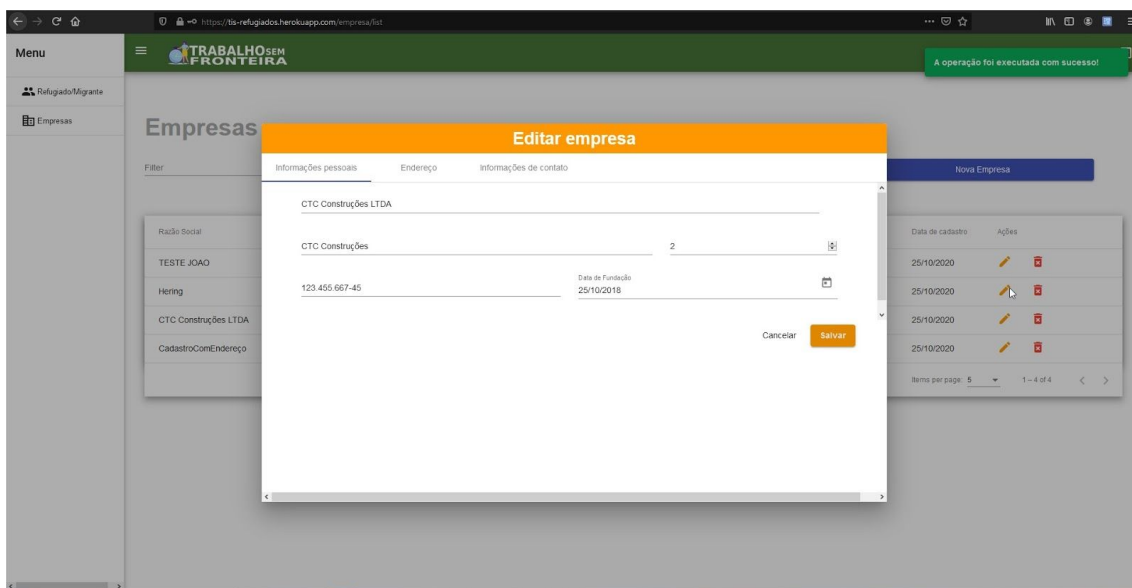 https://tis-refugiados.herokuapp.com/empresa/list
Menu
TRABALHO SEM
FRONTEIRA
A operação foi executada com sucesso!
Refugiado/Migrante
Empresas
Empresas
Editar empresa
Filter
Informações pessoais Endereço Informações de contato
Nova Empresa
CTC Construções LTDA
Razão Social Data de cadastro Ações
CTC Construções 2
TESTE JOAO 25/10/2020
Data de Fundação
123.455.667-45 25/10/2018
Hering 25/10/2020
CTC Construções LTDA 25/10/2020
Cancelar Salvar
CadastroComEndereço 25/10/2020
Items per page: 5 1 – 4 of 4